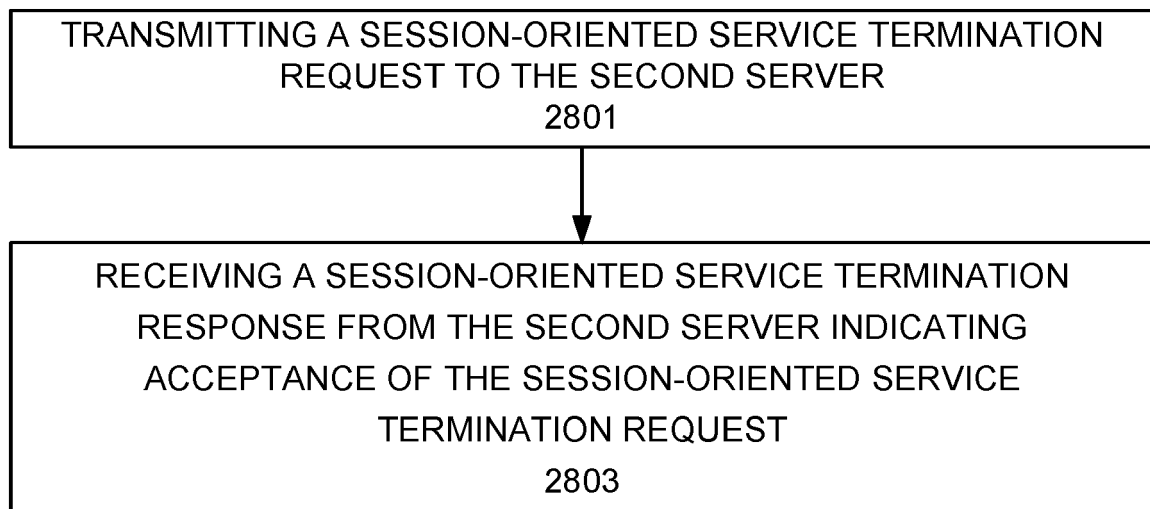 TRANSMITTING A SESSION-ORIENTED SERVICE TERMINATION
REQUEST TO THE SECOND SERVER
2801
RECEIVING A SESSION-ORIENTED SERVICE TERMINATION
RESPONSE FROM THE SECOND SERVER INDICATING
ACCEPTANCE OF THE SESSION-ORIENTED SERVICE
TERMINATION REQUEST
2803